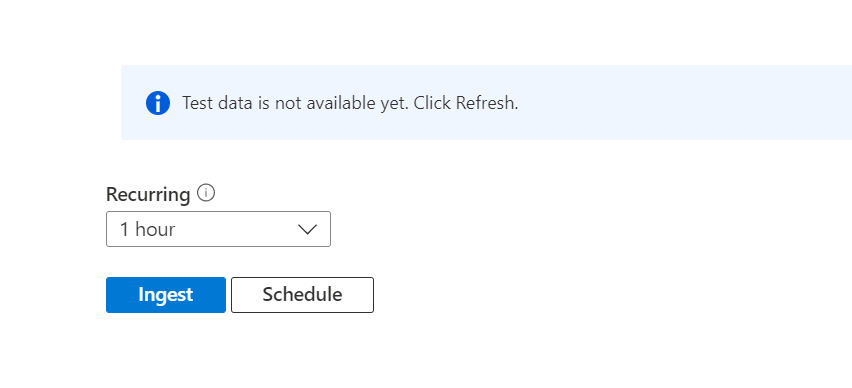 Test data is not available yet. Click Refresh.
Recurring
1 hour
Ingest
Schedule